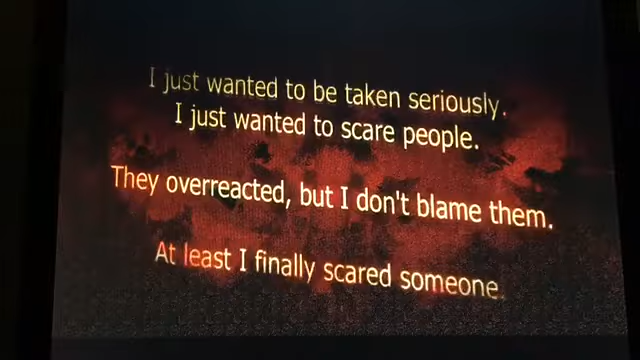 I just wanted to be taken seriously.
I just wanted to scare people.
They overreacted, but I don't blame them.
At least I finally scared someone.